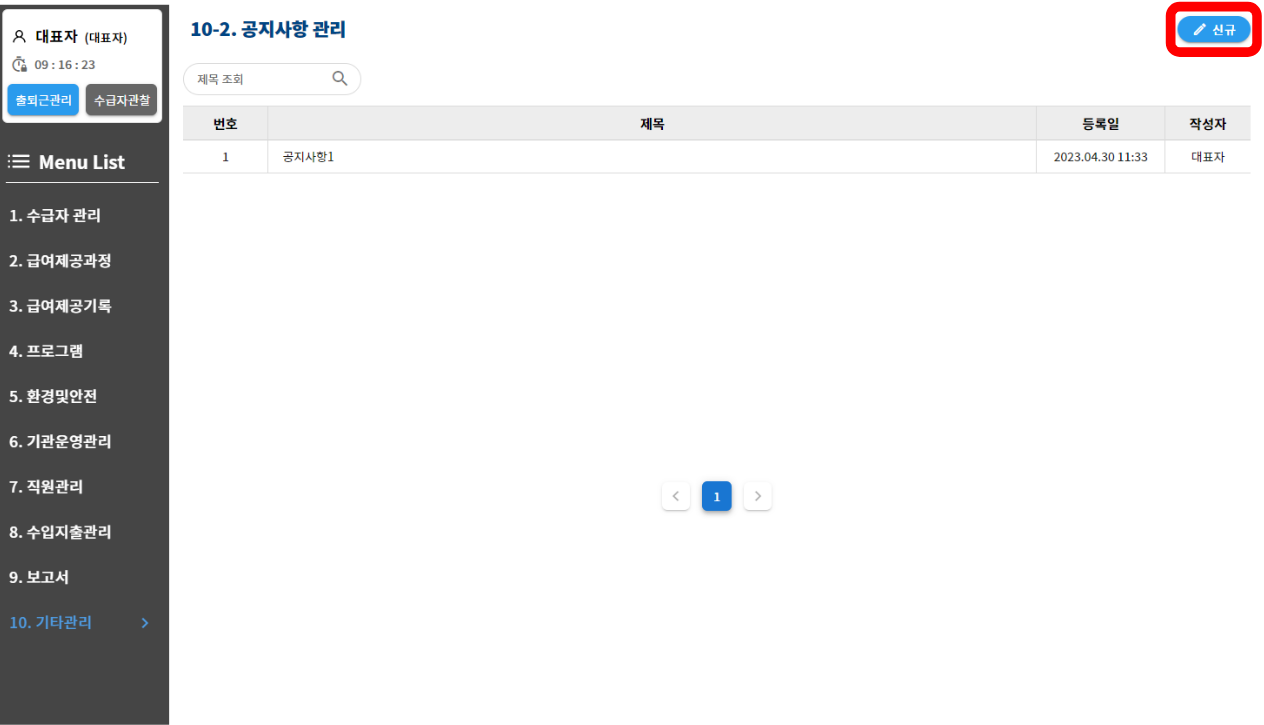 대표자 (대표자)
09 : 16 : 23
출퇴근관리 수급자관찰
Menu List
1. 수급자 관리
2. 급여제공과정
3. 급여제공기록
4. 프로그램
5. 환경및안전
6. 기관운영관리
7. 직원관리
8. 수입지출관리
9. 보고서
10. 기타관리
10-2. 공지사항 관리
신규
제목 조회
번호 제목 등록일 작성자
1 공지사항1 2023.04.30 11:33 대표자
1